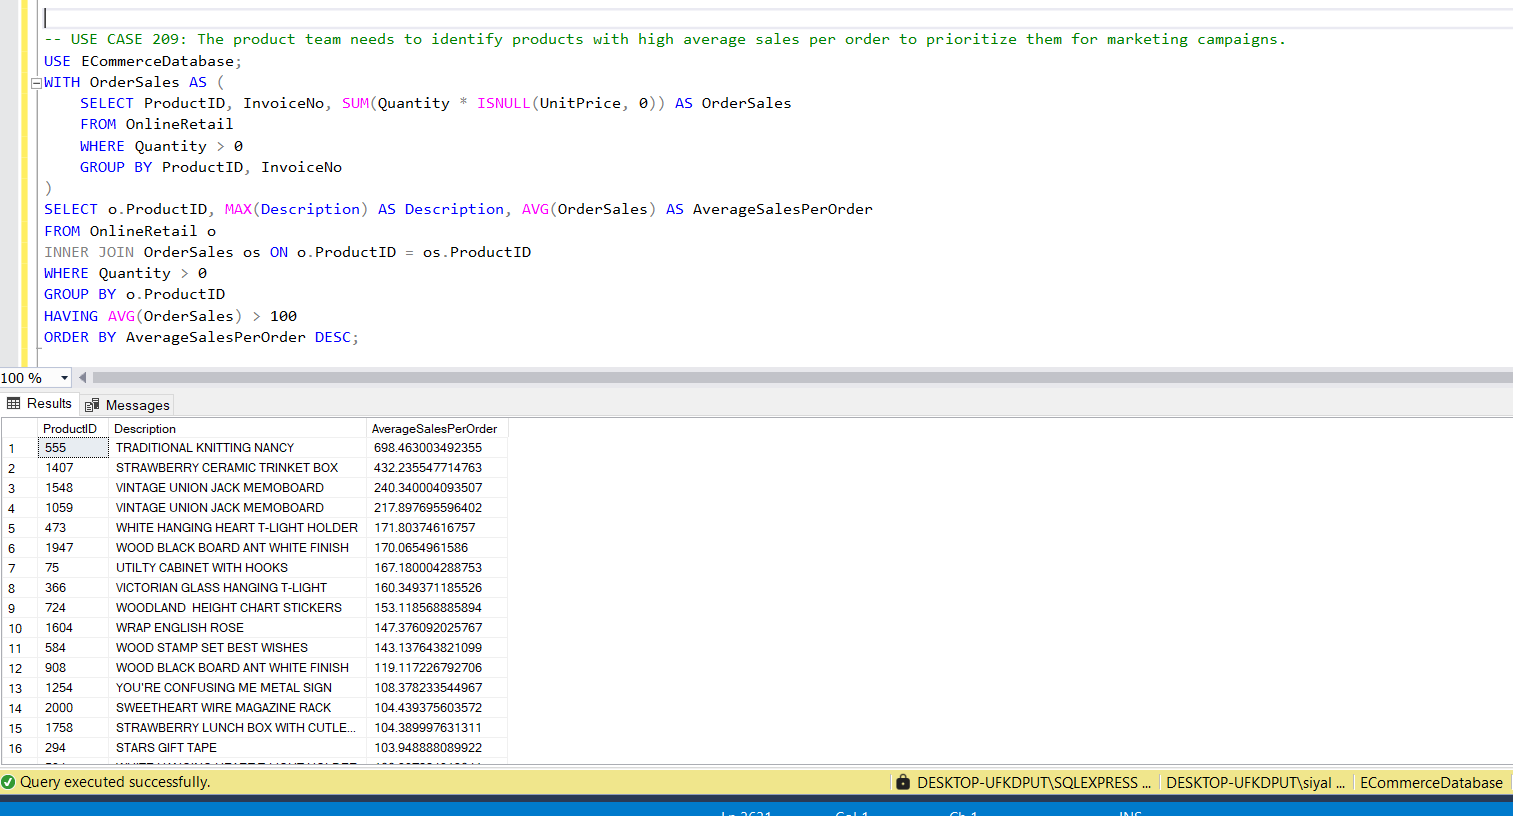 -- USE CASE 209: The product team needs to identify products with high average sales per order to prioritize them for marketing campaigns.
USE ECommerceDatabase;
WITH OrderSales AS (
SELECT ProductID, InvoiceNo, SUM(Quantity * ISNULL(UnitPrice, 0)) AS OrderSales
FROM OnlineRetail
WHERE Quantity > 0
GROUP BY ProductID, InvoiceNo
)
SELECT o.ProductID, MAX(Description) AS Description, AVG(OrderSales) AS AverageSalesPerOrder
FROM OnlineRetail o
INNER JOIN OrderSales os ON o.ProductID = os.ProductID
WHERE Quantity > 0
GROUP BY o.ProductID
HAVING AVG(OrderSales) > 100
ORDER BY AverageSalesPerOrder DESC;
100 %
Results Messages
ProductID Description AverageSalesPerOrder
1 555 TRADITIONAL KNITTING NANCY 698.463003492355
2 1407 STRAWBERRY CERAMIC TRINKET BOX 432.235547714763
3 1548 VINTAGE UNION JACK MEMOBOARD 240.340004093507
4 1059 VINTAGE UNION JACK MEMOBOARD 217.897695596402
5 473 WHITE HANGING HEART T-LIGHT HOLDER 171.80374616757
6 1947 WOOD BLACK BOARD ANT WHITE FINISH 170.0654961586
7 75 UTILTY CABINET WITH HOOKS 167.180004288753
8 366 VICTORIAN GLASS HANGING T-LIGHT 160.349371185526
9 724 WOODLAND  HEIGHT CHART STICKERS 153.118568885894
10 1604 WRAP ENGLISH ROSE 147.376092025767
11 584 WOOD STAMP SET BEST WISHES 143.137643821099
12 908 WOOD BLACK BOARD ANT WHITE FINISH 119.117226792706
13 1254 YOU'RE CONFUSING ME METAL SIGN 108.378233544967
14 2000 SWEETHEART WIRE MAGAZINE RACK 104.439375603572
15 1758 STRAWBERRY LUNCH BOX WITH CUTLE... 104.389997631311
16 294 STARS GIFT TAPE 103.948888089922
Query executed successfully. DESKTOP-UFKDPUT\SQLEXPRESS ... DESKTOP-UFKDPUT\siyal ... ECommerceDatabase